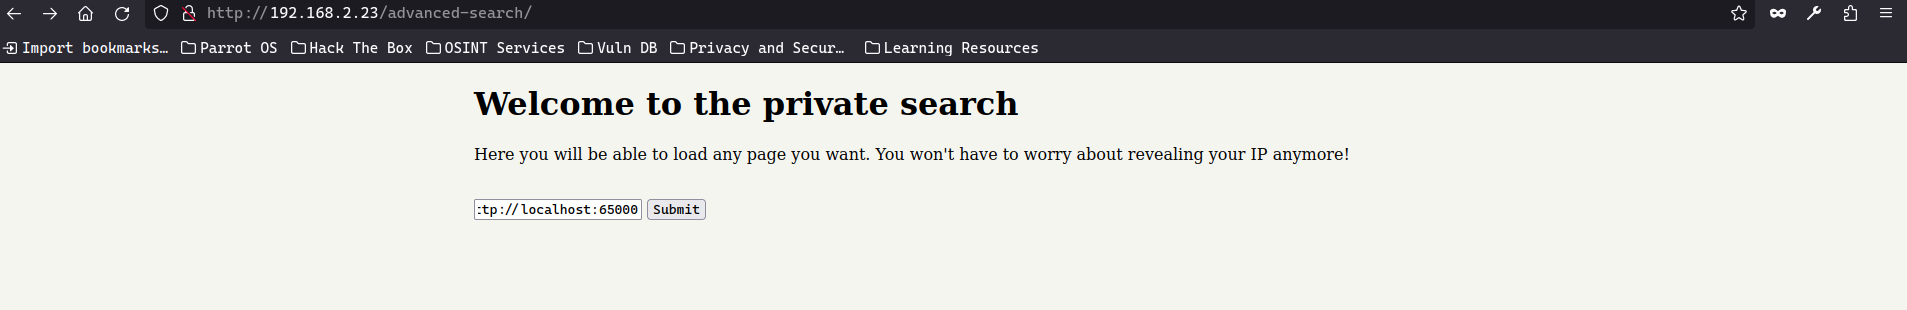 http://192.168.2.23/advanced-search/
Import bookmarks… Parrot OS Hack The Box OSINT Services Vuln DB Privacy and Secur… Learning Resources
Welcome to the private search
Here you will be able to load any page you want. You won't have to worry about revealing your IP anymore!
tp://localhost:65000 Submit